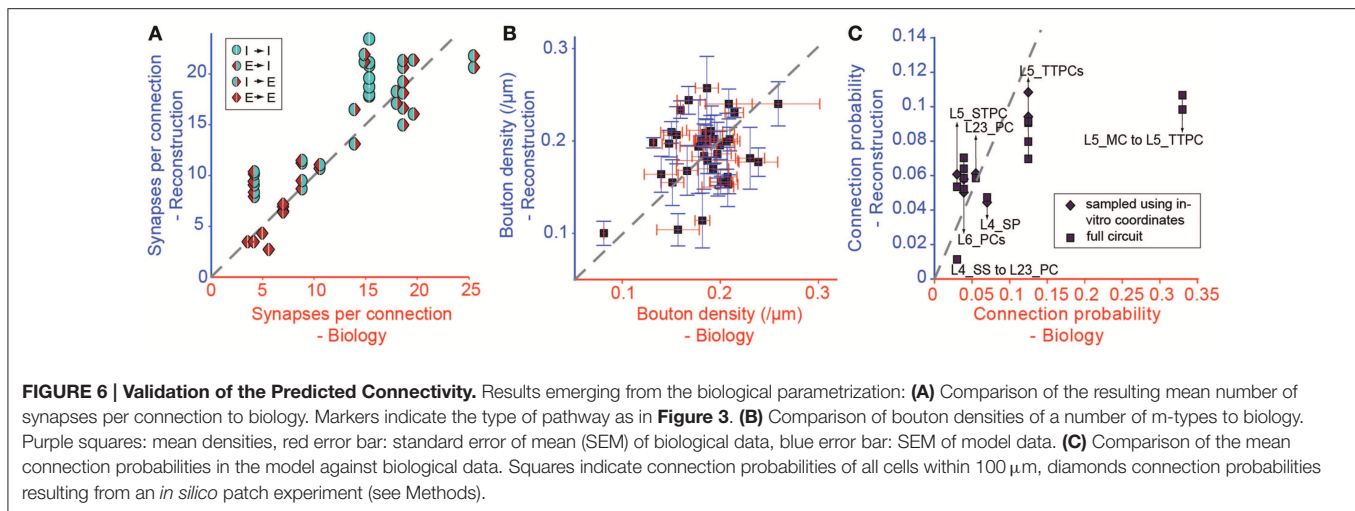 A
I → I
E → I
I → E
E → E
20
15
10
5
0
0
5
10
15
20
25
Synapses per connection
- Reconstruction
Synapses per connection
- Biology
B
0.3
0.2
0.1
0.1
0.2
0.3
Bouton density (/μm)
- Reconstruction
Bouton density (/μm)
- Biology
C
0.14
0.12
0.1
0.08
0.06
0.04
0.02
0
0
0.05
0.1
0.15
0.2
0.25
0.3
0.35
Connection probability
- Reconstruction
Connection probability
- Biology
L5_TTPCs
L5_STPC
L23_PC
L5_MC to L5_TTPC
L4_SP
L6_PCs
L4_SS to L23_PC
sampled using in-
vitro coordinates
full circuit
FIGURE 6 | Validation of the Predicted Connectivity. Results emerging from the biological parametrization: (A) Comparison of the resulting mean number of
synapses per connection to biology. Markers indicate the type of pathway as in Figure 3. (B) Comparison of bouton densities of a number of m-types to biology.
Purple squares: mean densities, red error bar: standard error of mean (SEM) of biological data, blue error bar: SEM of model data. (C) Comparison of the mean
connection probabilities in the model against biological data. Squares indicate connection probabilities of all cells within 100 μm, diamonds connection probabilities
resulting from an in silico patch experiment (see Methods).